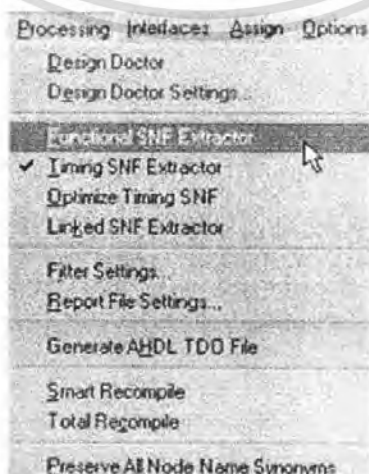 Processing Interfaces Assign Options
Design Doctor
Design Doctor Settings...
Functional SNF Extractor
Timing SNF Extractor
Optimize Timing SNF
Linked SNF Extractor
Fitter Settings...
Report File Settings...
Generate AHDL TDO File
Smart Recompile
Total Recompile
Preserve All Node Name Synonyms